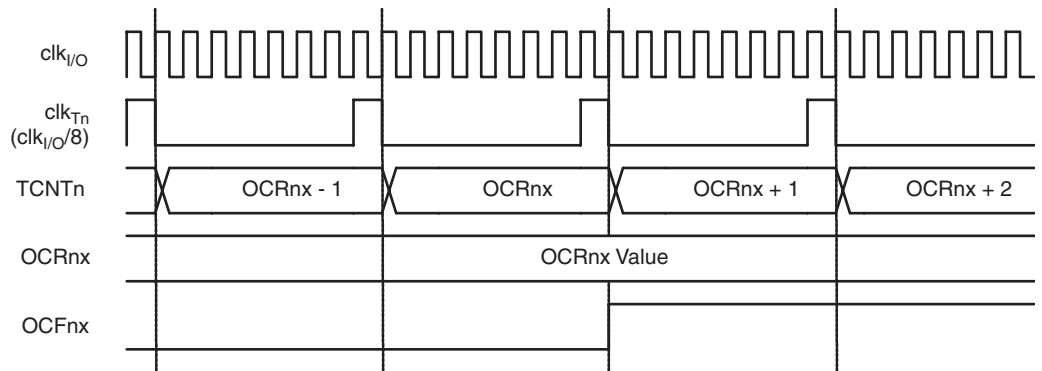 clkI/O
clkTn
(clkI/O/8)
TCNTn OCRnx - 1 OCRnx OCRnx + 1 OCRnx + 2
OCRnx OCRnx Value
OCFnx